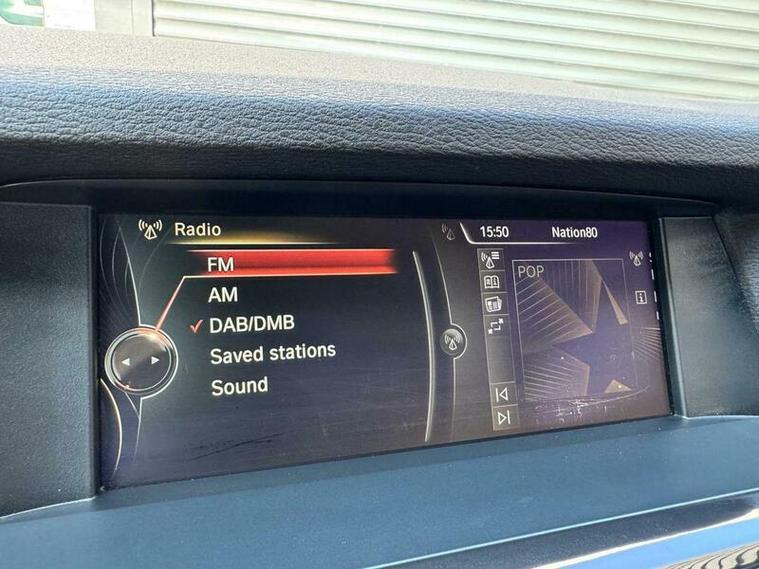 Radio
FM
AM
DAB/DMB
Saved stations
Sound
15:50 Nation80
POP